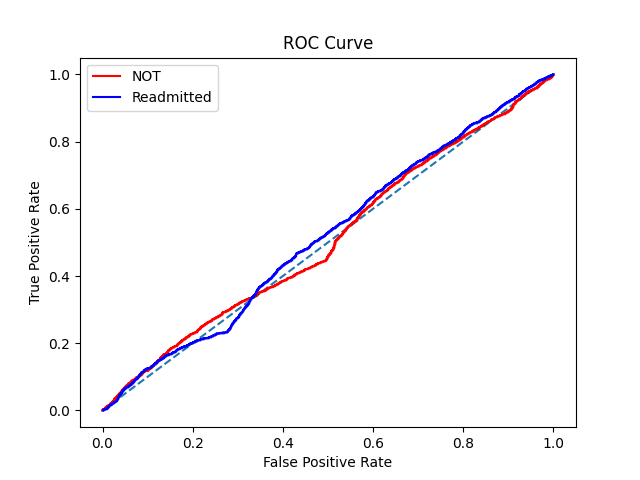 ROC Curve
NOT
Readmitted
True Positive Rate
1.0
0.8
0.6
0.4
0.2
0.0
0.0 0.2 0.4 0.6 0.8 1.0
False Positive Rate